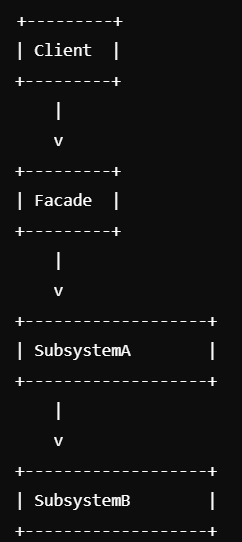 +---------+
| Client  |
+---------+
    |
    v
+---------+
| Facade  |
+---------+
    |
    v
+-------------------+
| SubsystemA        |
+-------------------+
    |
    v
+-------------------+
| SubsystemB        |
+-------------------+